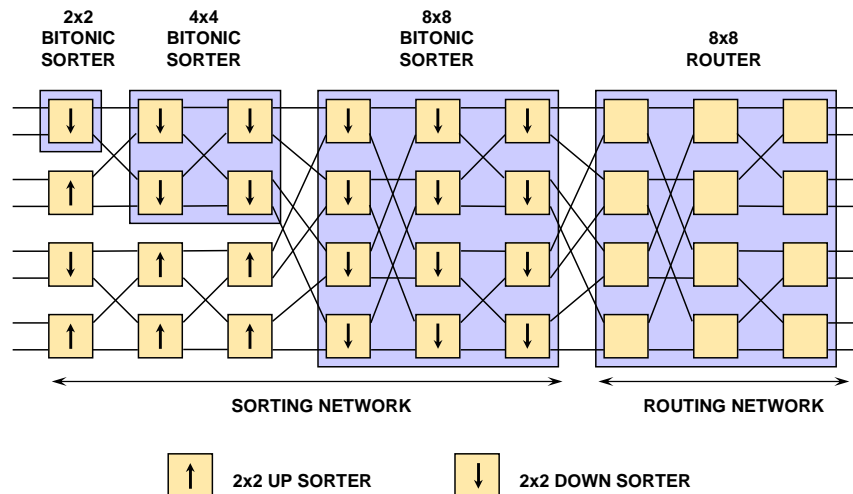 2x2
BITONIC
SORTER
4x4
BITONIC
SORTER
8x8
BITONIC
SORTER
8x8
ROUTER
SORTING NETWORK
ROUTING NETWORK
2x2 UP SORTER
2x2 DOWN SORTER